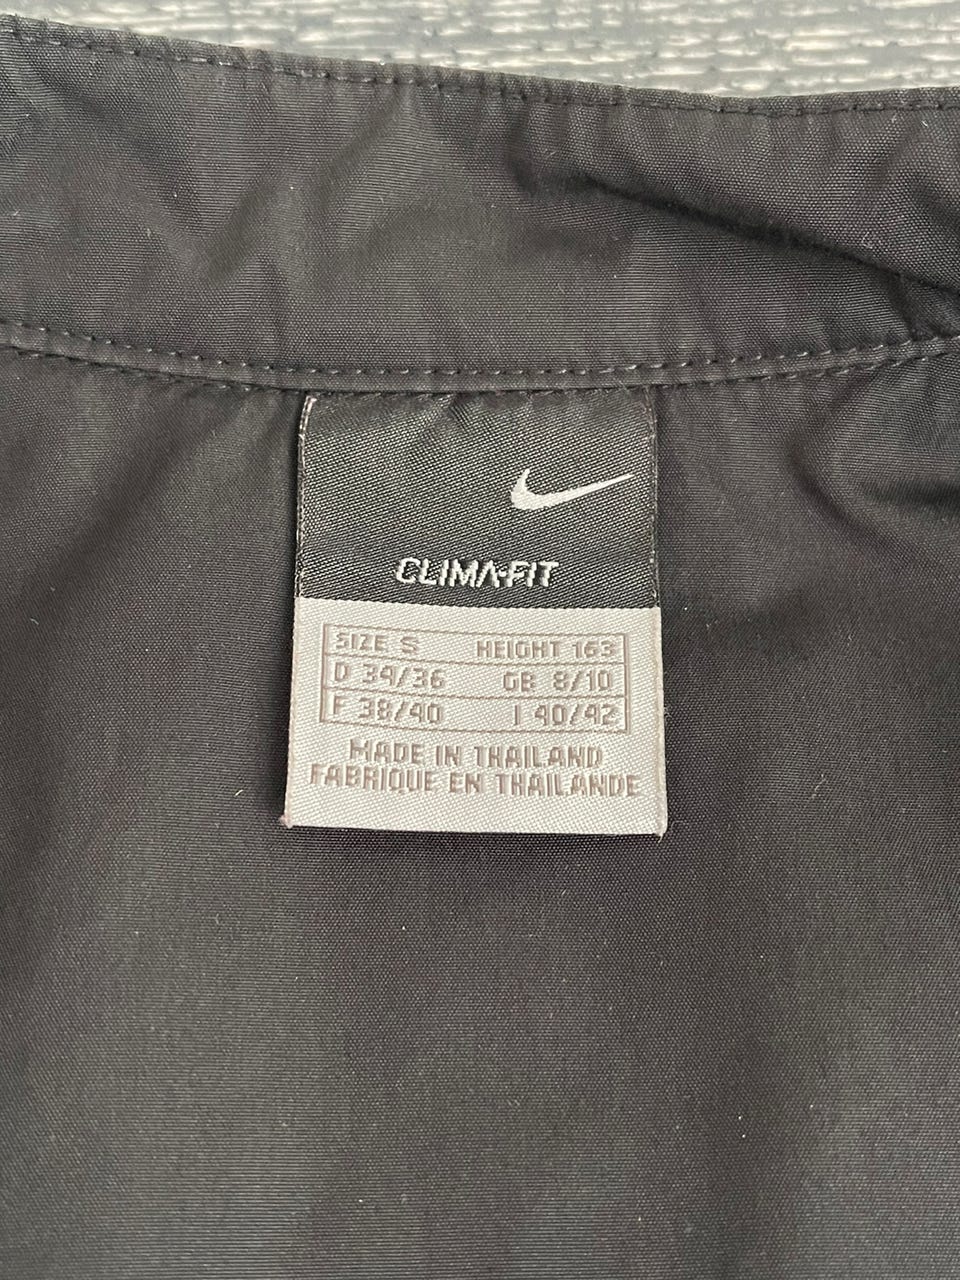 CLIMA-FIT
SIZE S HEIGHT 163
D 34/36 GB 8/10
F 38/40 I 40/42
MADE IN THAILAND
FABRIQUE EN THAILANDE